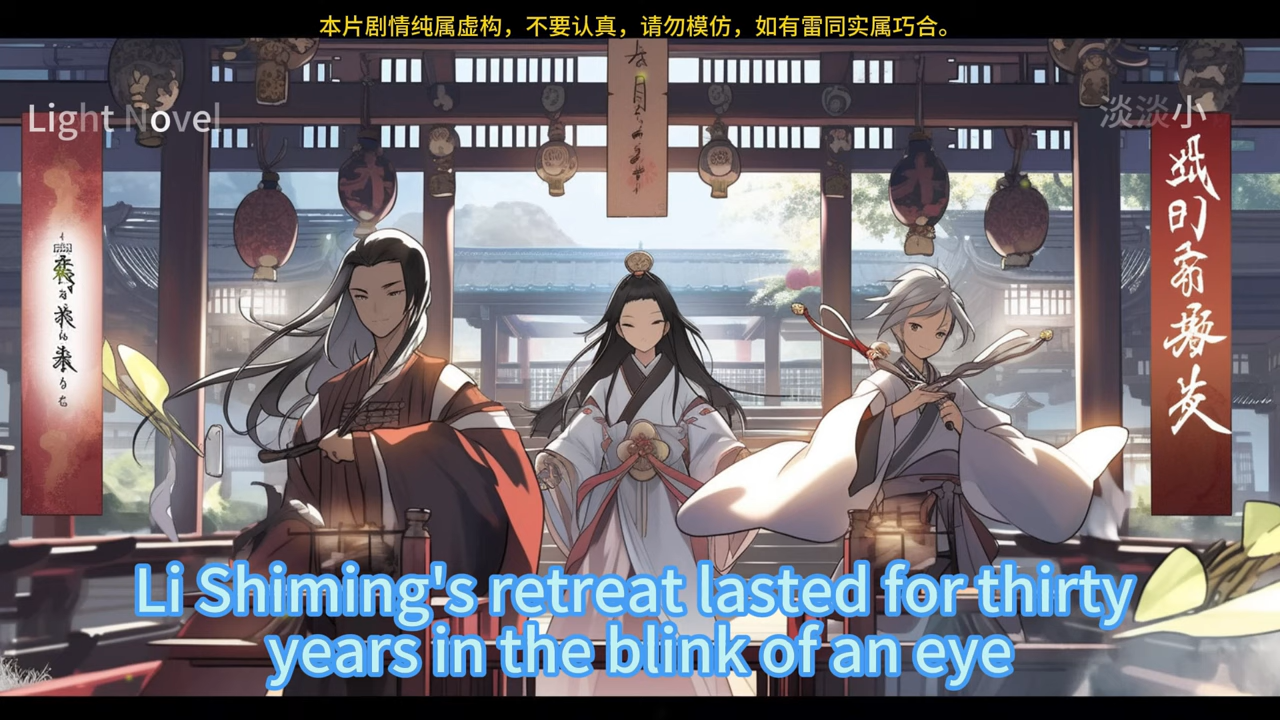 本片剧情纯属虚构，不要认真，请勿模仿，如有雷同实属巧合。
Light Novel
淡淡小
Li Shiming's retreat lasted for thirty
years in the blink of an eye